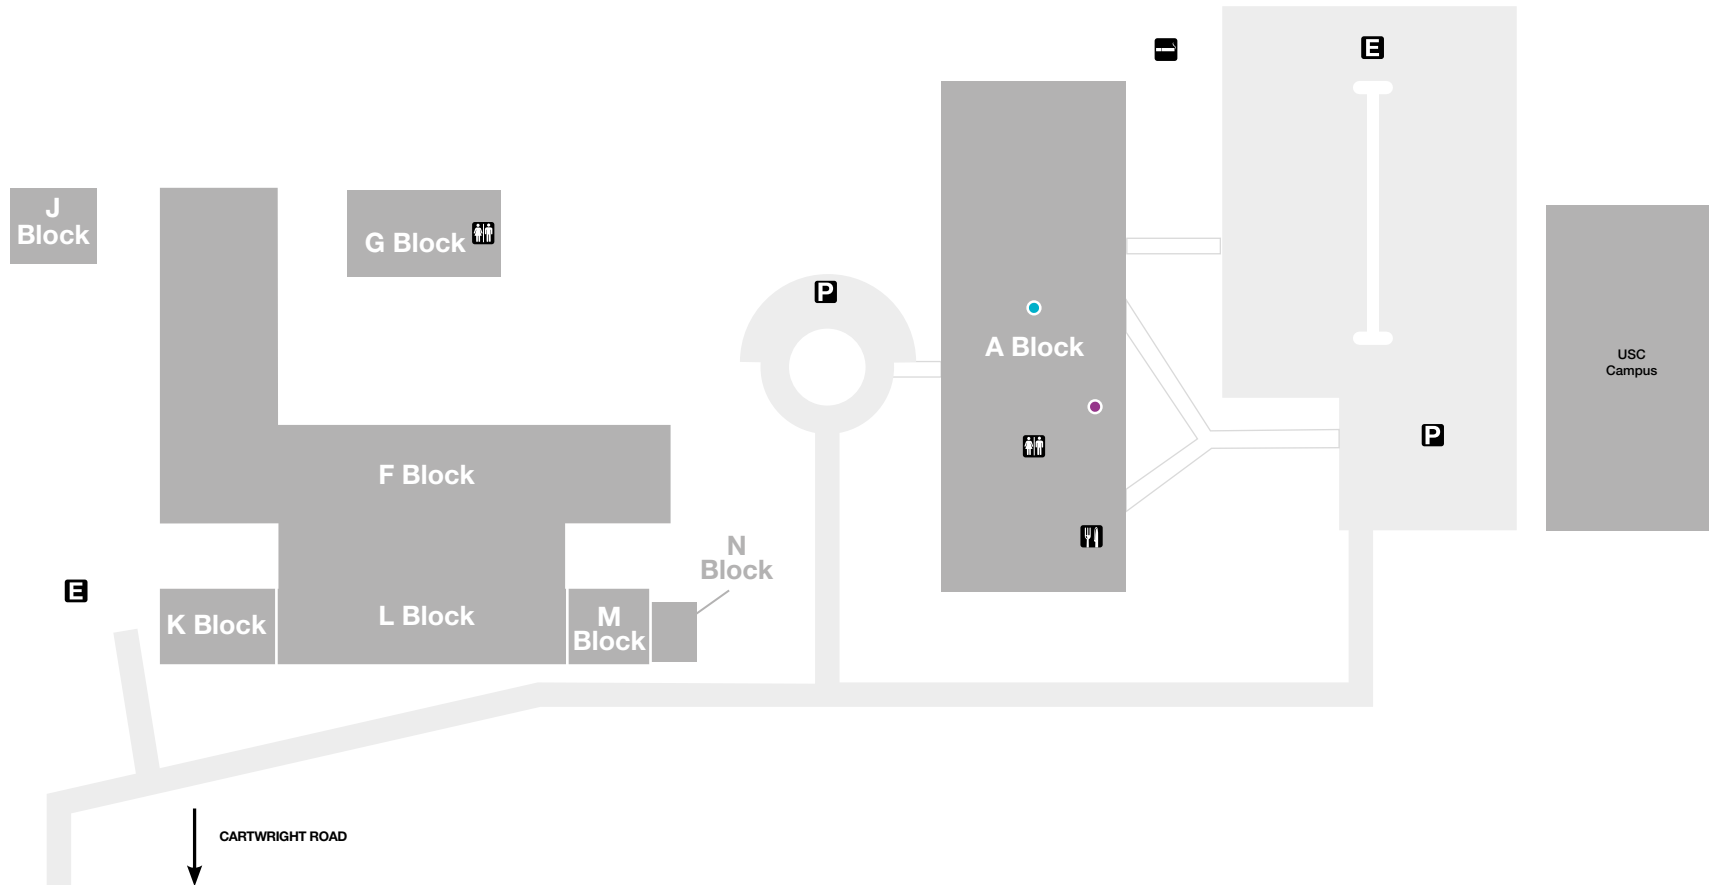 E
J
Block
G Block
P
A Block
USC
Campus
P
F Block
N
Block
E
K Block
L Block
M
Block
CARTWRIGHT ROAD